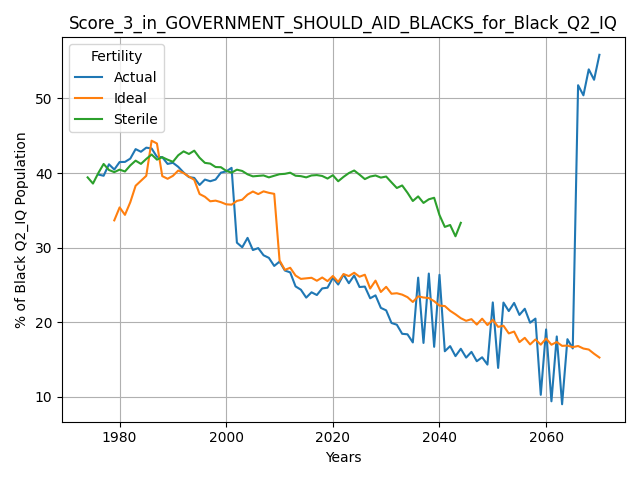 Score_3_in_GOVERNMENT_SHOULD_AID_BLACKS_for_Black_Q2_IQ
Fertility
Actual
Ideal
Sterile
% of Black Q2_IQ Population
50
40
30
20
10
1980 2000 2020 2040 2060
Years